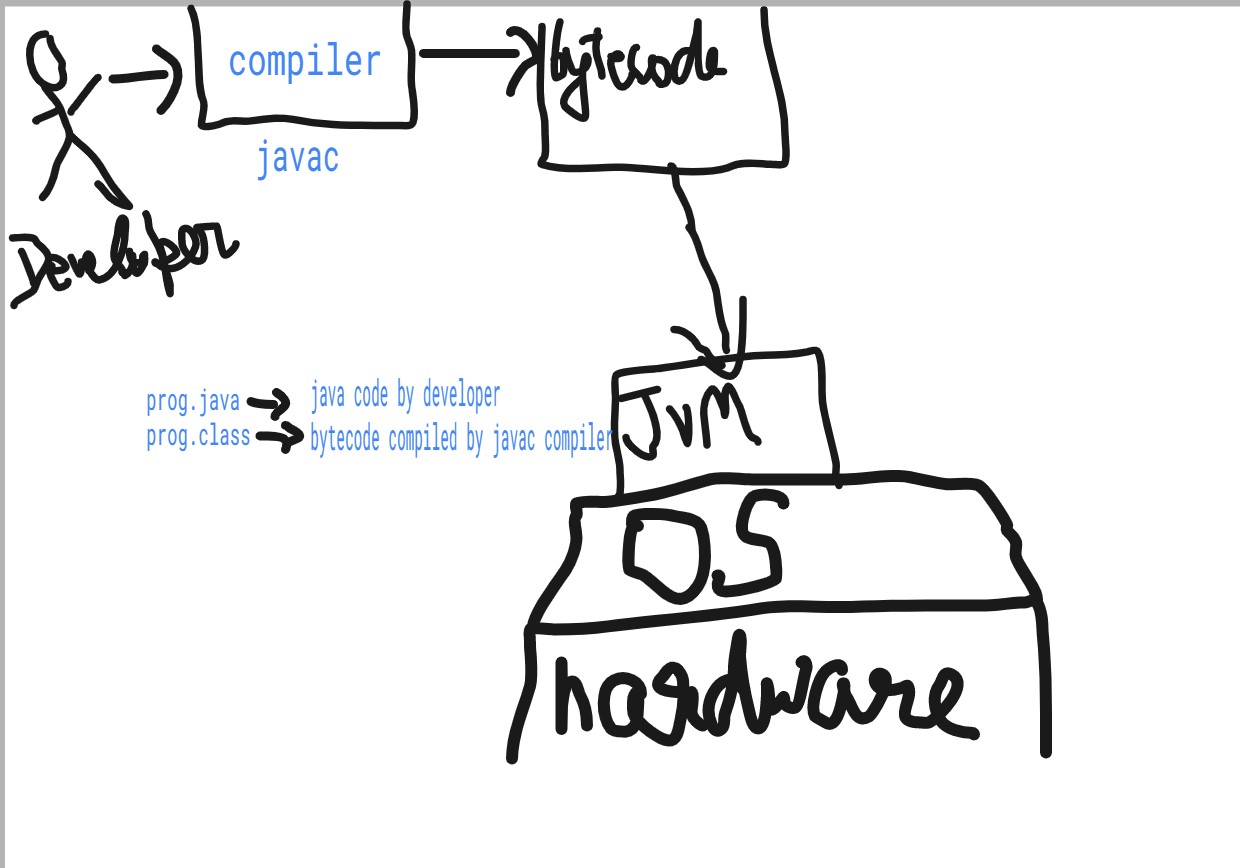 compiler
bytecode
javac
Developer
prog.java → java code by developer
prog.class → bytecode compiled by javac compiler
JVM
OS
hardware